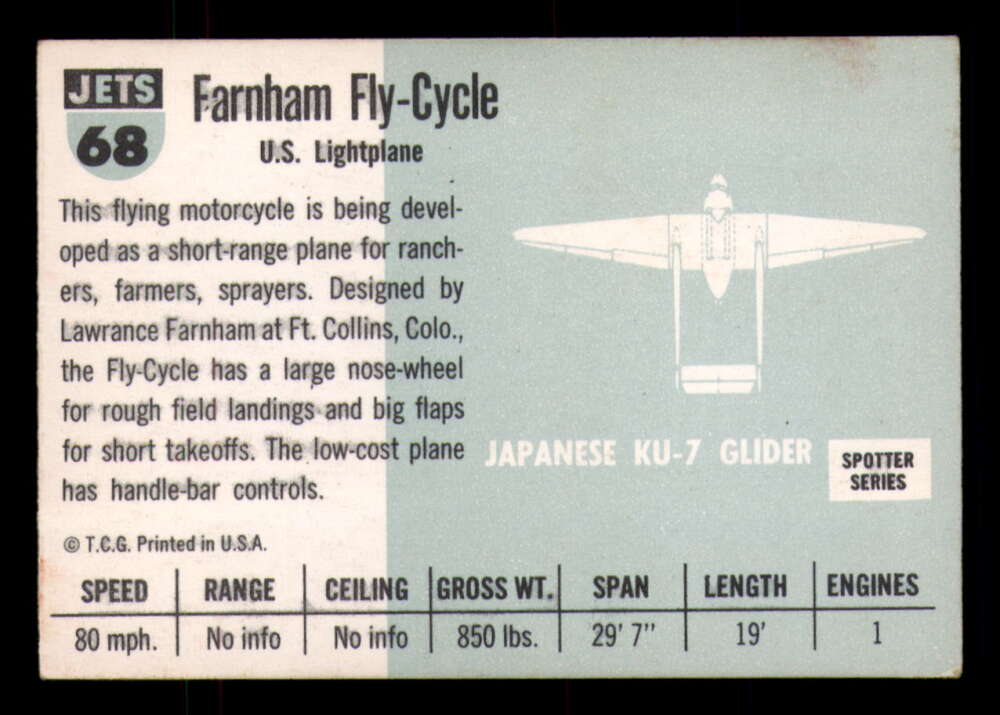 JETS
68
Farnham Fly-Cycle
U.S. Lightplane
This flying motorcycle is being devel-
oped as a short-range plane for ranch-
ers, farmers, sprayers. Designed by
Lawrance Farnham at Ft. Collins, Colo.,
the Fly-Cycle has a large nose-wheel
for rough field landings and big flaps
for short takeoffs. The low-cost plane
has handle-bar controls.
JAPANESE KU-7 GLIDER
SPOTTER
SERIES
© T.C.G. Printed in U.S.A.
SPEED RANGE CEILING GROSS WT. SPAN LENGTH ENGINES
80 mph. No info No info 850 lbs. 29' 7" 19' 1